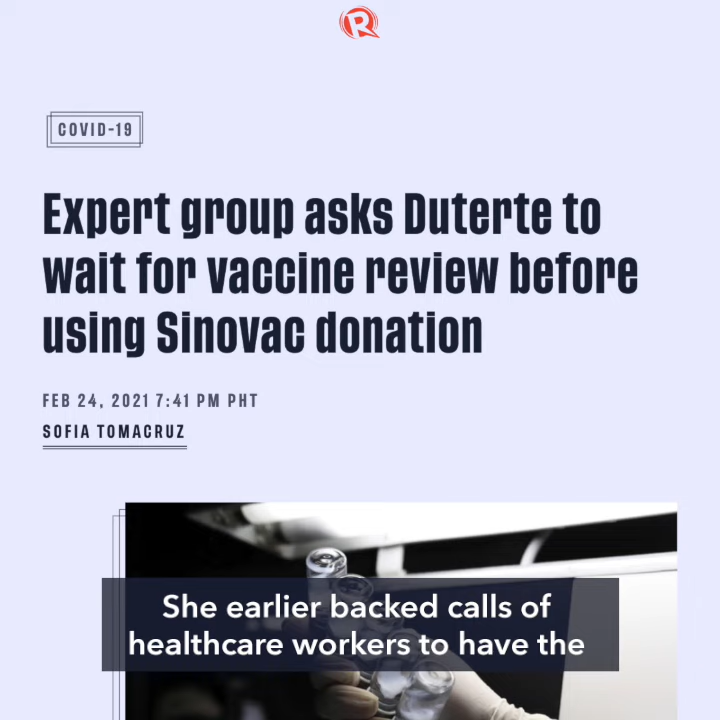 R
COVID-19
Expert group asks Duterte to
wait for vaccine review before
using Sinovac donation
FEB 24, 2021 7:41 PM PHT
SOFIA TOMACRUZ
She earlier backed calls of
healthcare workers to have the